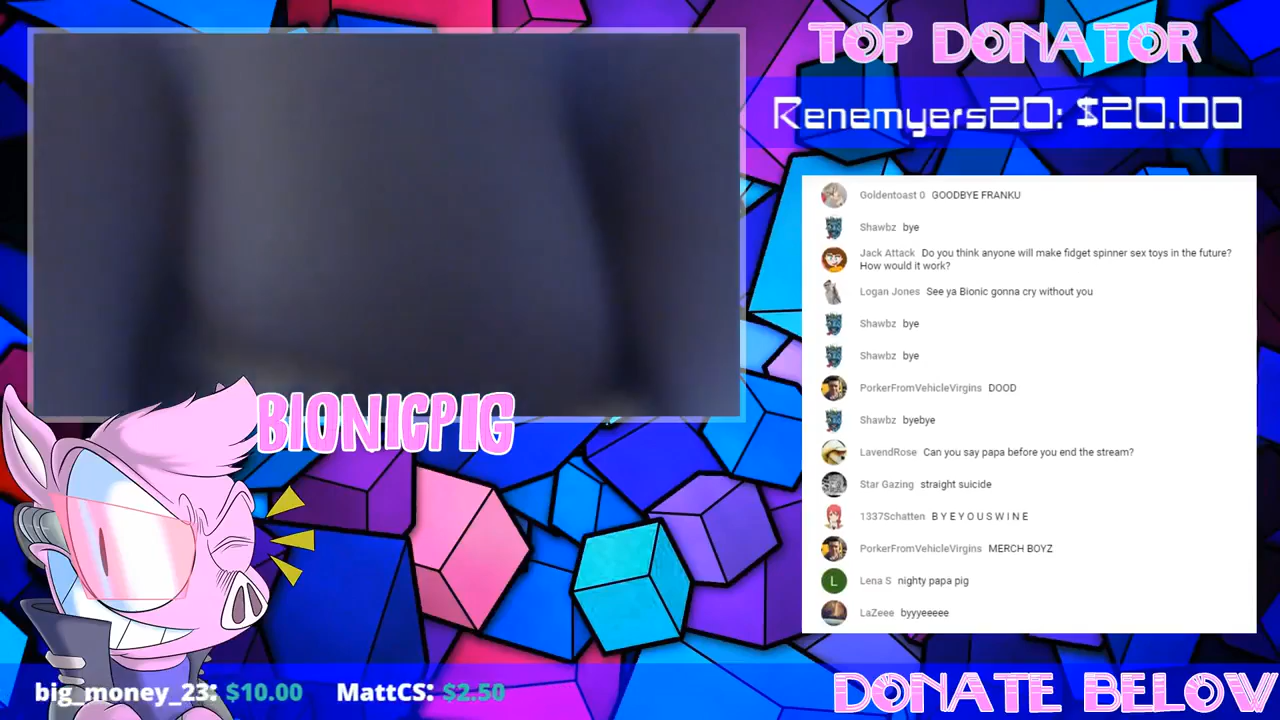 TOP DONATOR
Renemyers20: $20.00
Goldentoast 0 GOODBYE FRANKU
Shawbz bye
Jack Attack Do you think anyone will make fidget spinner sex toys in the future?
How would it work?
Logan Jones See ya Bionic gonna cry without you
Shawbz bye
Shawbz bye
PorkerFromVehicleVirgins DOOD
BIONICPIG
Shawbz byebye
LavendRose Can you say papa before you end the stream?
Star Gazing straight suicide
1337Schatten B Y E Y O U S W I N E
PorkerFromVehicleVirgins MERCH BOYZ
L Lena S nighty papa pig
LaZeee byyyeeeee
big_money_23: $10.00 MattCS: $2.50
DONATE BELOW